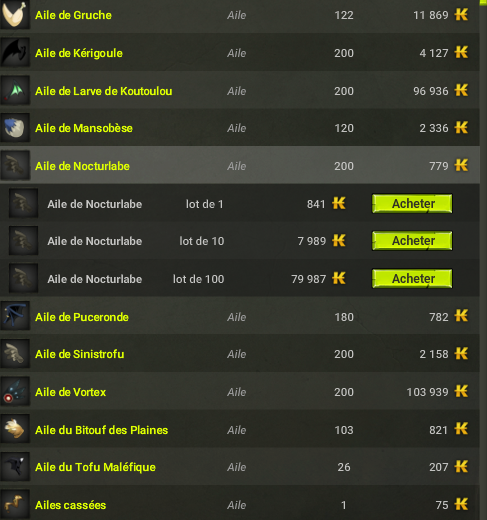 Aile de Gruche Aile 122 11 869
Aile de Kérigoule Aile 200 4 127
Aile de Larve de Koutoulou Aile 200 96 936
Aile de Mansobèse Aile 120 2 336
Aile de Nocturlabe Aile 200 779
Aile de Nocturlabe lot de 1 841 Acheter
Aile de Nocturlabe lot de 10 7 989 Acheter
Aile de Nocturlabe lot de 100 79 987 Acheter
Aile de Puceronde Aile 180 782
Aile de Sinistrofu Aile 200 2 158
Aile de Vortex Aile 200 103 939
Aile du Bitouf des Plaines Aile 103 821
Aile du Tofu Maléfique Aile 26 207
Ailes cassées Aile 1 75